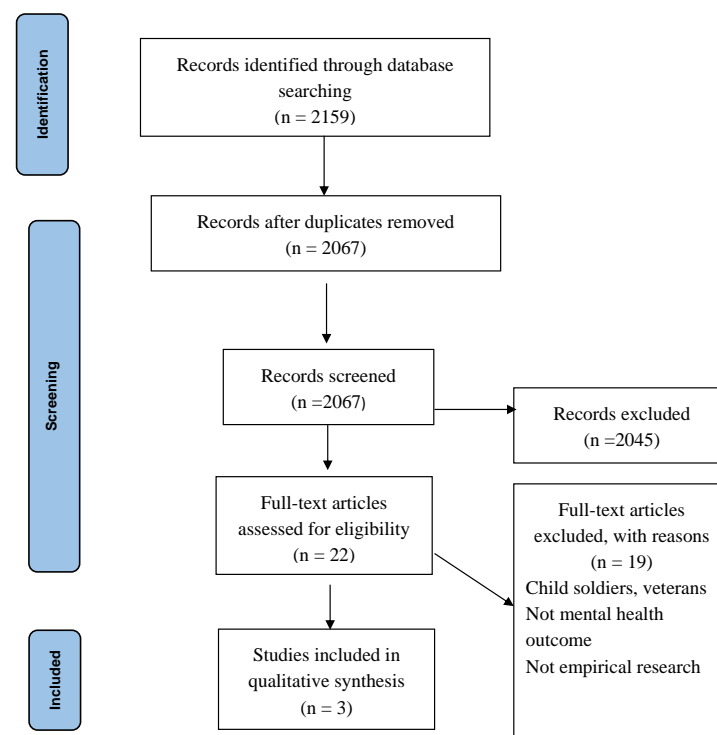 Identification
Records identified through database
searching
(n = 2159)
Records after duplicates removed
(n = 2067)
Screening
Records screened
(n =2067)
Records excluded
(n =2045)
Full-text articles
assessed for eligibility
(n = 22)
Full-text articles
excluded, with reasons
(n = 19)
Child soldiers, veterans
Not mental health
outcome
Not empirical research
Included
Studies included in
qualitative synthesis
(n = 3)